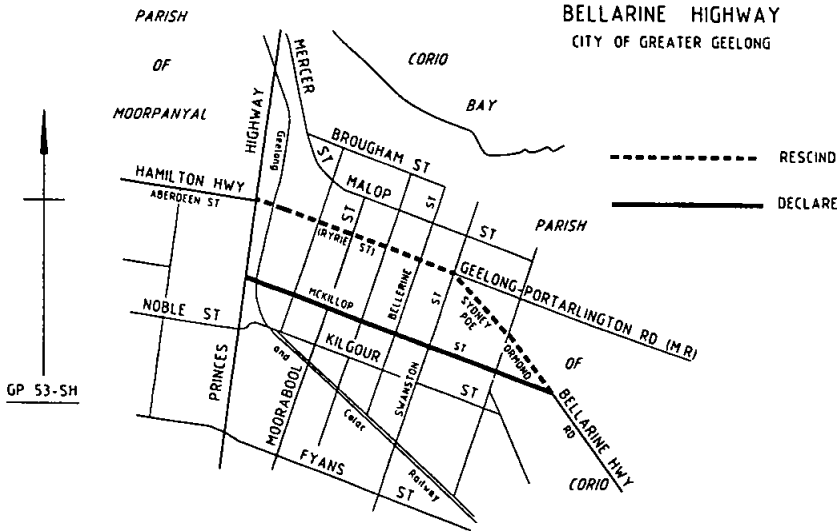 BELLARINE HIGHWAY
CITY OF GREATER GEELONG
PARISH
OF
MOORPANYAL
CORIO
BAY
MERCER
ST
HIGHWAY
Geelong
BROUGHAM ST
MALOP
ST
HAMILTON HWY
ABERDEEN ST
ST
(RYRIE ST)
ST
PARISH
RESCIND
DECLARE
GEELONG-PORTARLINGTON RD (M R)
MCKILLOP
ST
BELLERINE
ST
SYDNEY
PDE
ORMOND
RD
OF
NOBLE ST
KILGOUR
ST
and
Colac
Railway
PRINCES
MOORABOOL
SWANSTON
BELLARINE HWY
GP 53-SH
FYANS
ST
CORIO